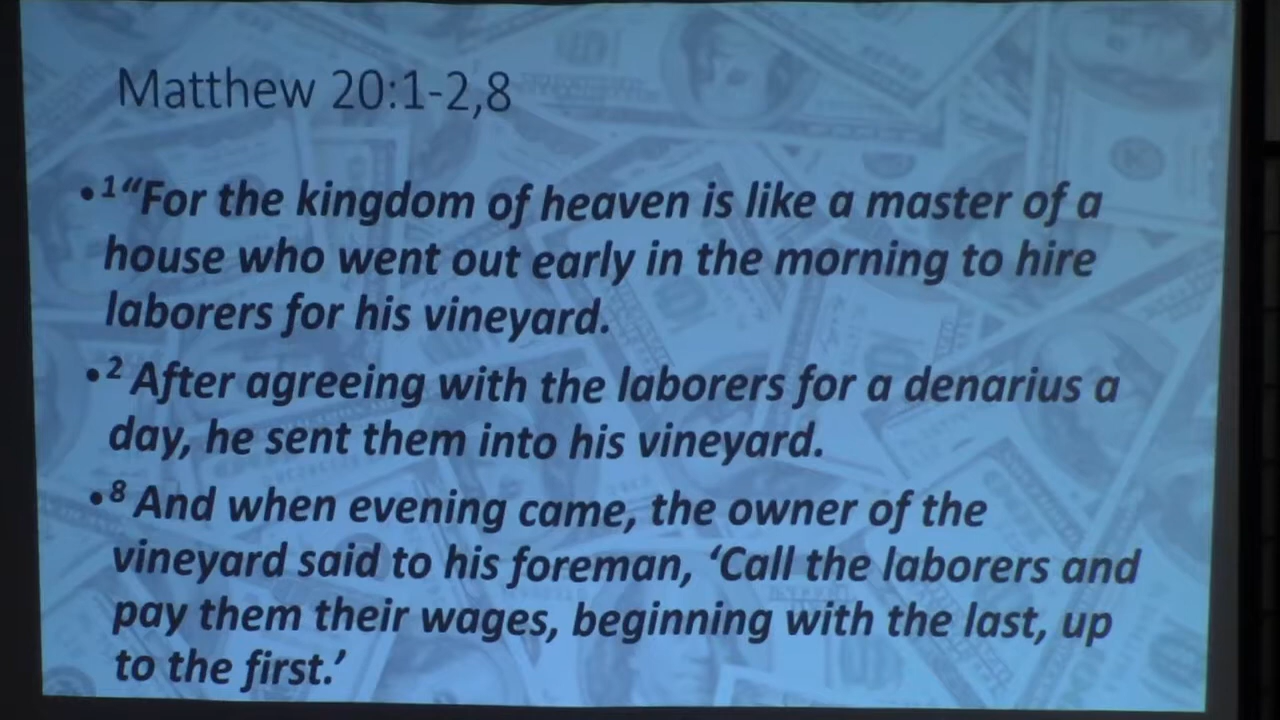 Matthew 20:1-2,8
•¹“For the kingdom of heaven is like a master of a
house who went out early in the morning to hire
laborers for his vineyard.
•² After agreeing with the laborers for a denarius a
day, he sent them into his vineyard.
•⁸ And when evening came, the owner of the
vineyard said to his foreman, ‘Call the laborers and
pay them their wages, beginning with the last, up
to the first.’